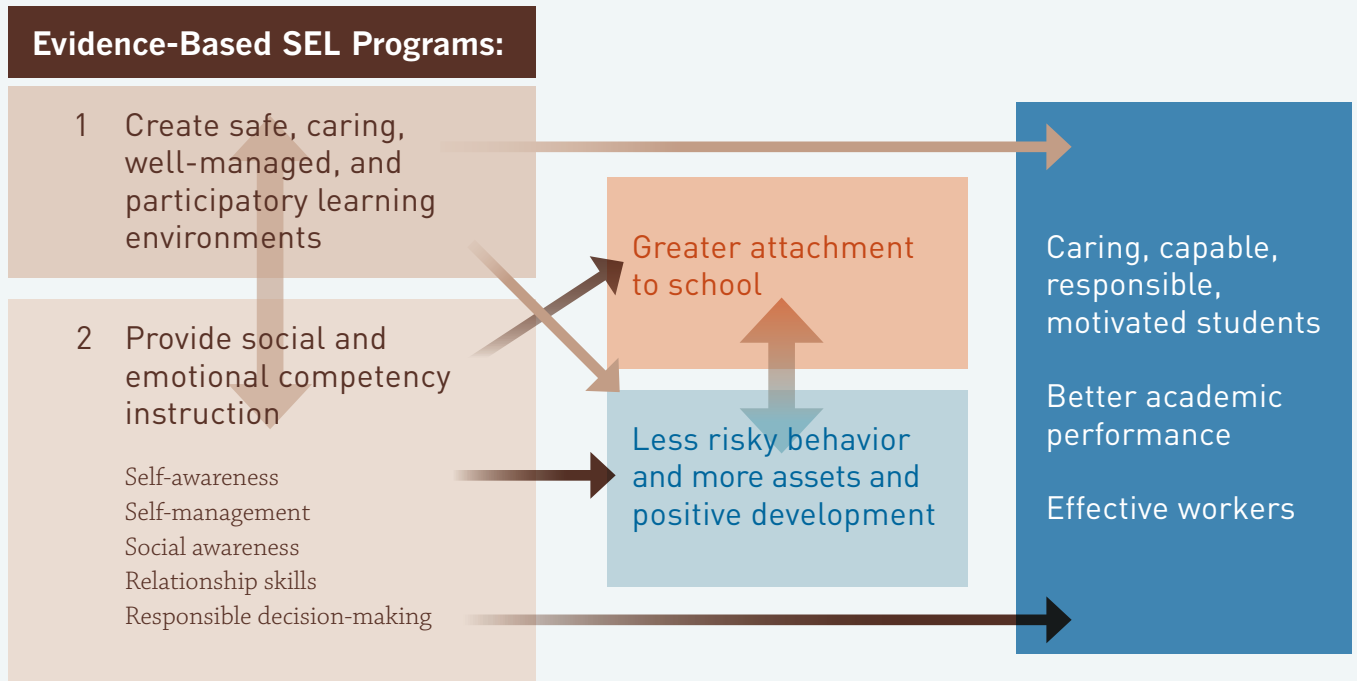 Evidence-Based SEL Programs:
1 Create safe, caring,
well-managed, and
participatory learning
environments
2 Provide social and
emotional competency
instruction
Self-awareness
Self-management
Social awareness
Relationship skills
Responsible decision-making
Greater attachment
to school
Less risky behavior
and more assets and
positive development
Caring, capable,
responsible,
motivated students
Better academic
performance
Effective workers